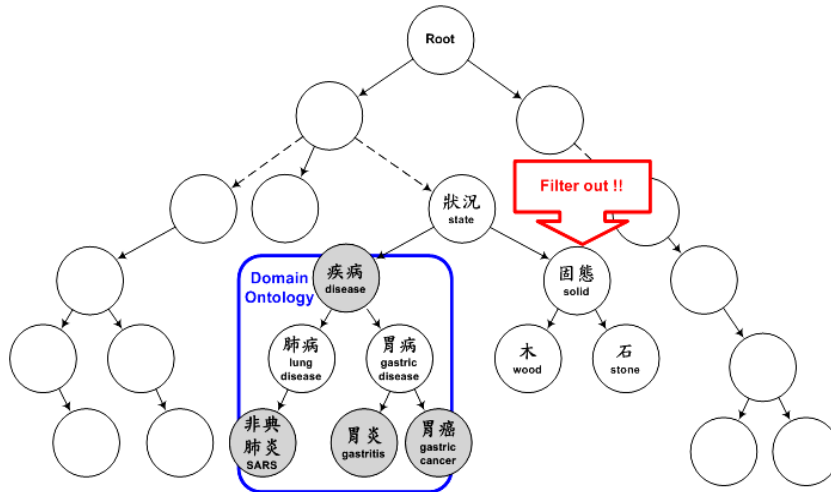 Root
Filter out !!
狀況
state
Domain
Ontology
疾病
disease
固態
solid
肺病
lung
disease
胃病
gastric
disease
木
wood
石
stone
非典
肺炎
SARS
胃炎
gastritis
胃癌
gastric
cancer